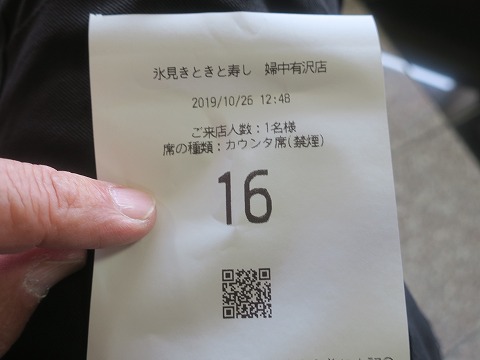 氷見きときと寿し 婦中有沢店
2019/10/26 12:48
ご来店人数:1名様
席の種類:カウンタ席(禁煙)
16